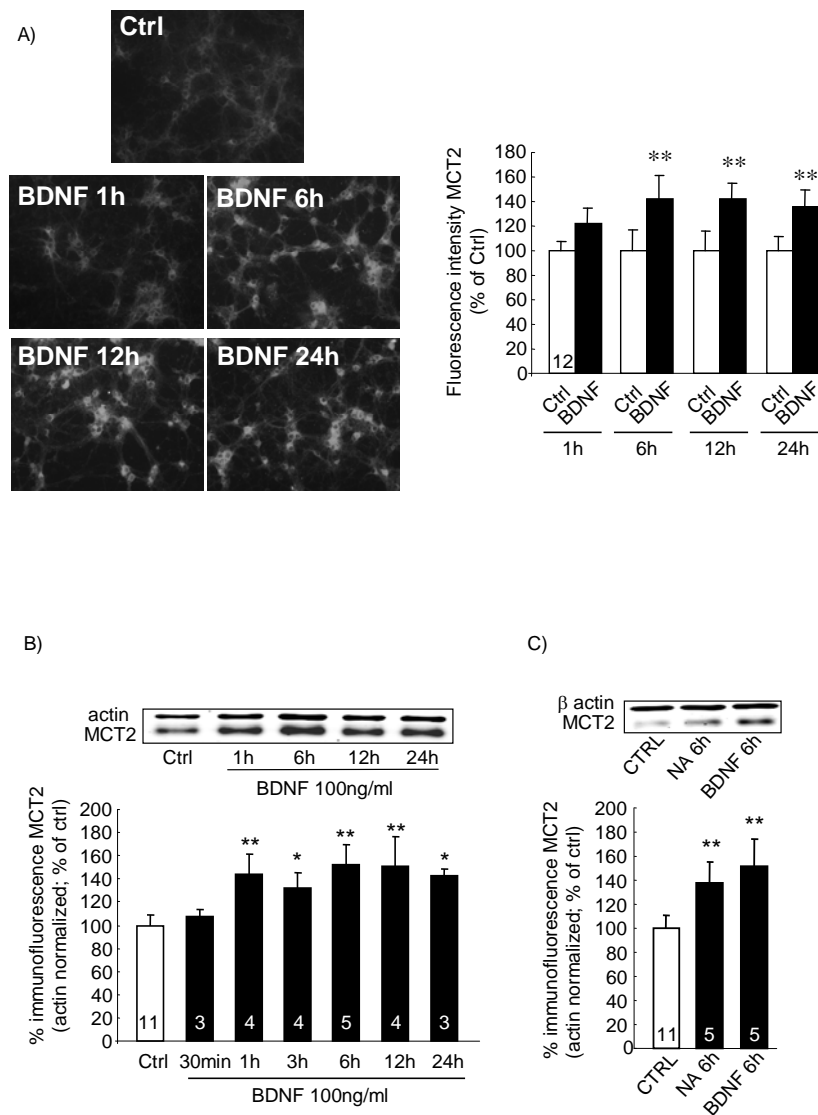 A)
Ctrl
BDNF 1h
BDNF 6h
BDNF 12h
BDNF 24h
Fluorescence intensity MCT2
(% of Ctrl)
180
160
140
120
100
80
60
40
20
0
** ** **
12
Ctrl BDNF Ctrl BDNF Ctrl BDNF Ctrl BDNF
1h 6h 12h 24h
B)
actin
MCT2
Ctrl 1h 6h 12h 24h
BDNF 100ng/ml
% immunofluorescence MCT2
(actin normalized; % of ctrl)
200
180
160
140
120
100
80
60
40
20
0
** * ** ** *
11 3 4 4 5 4 3
Ctrl 30min 1h 3h 6h 12h 24h
BDNF 100ng/ml
C)
β actin
MCT2
CTRL NA 6h BDNF 6h
% immunofluorescence MCT2
(actin normalized; % of ctrl)
200
180
160
140
120
100
80
60
40
20
0
** **
11 5 5
CTRL NA 6h BDNF 6h